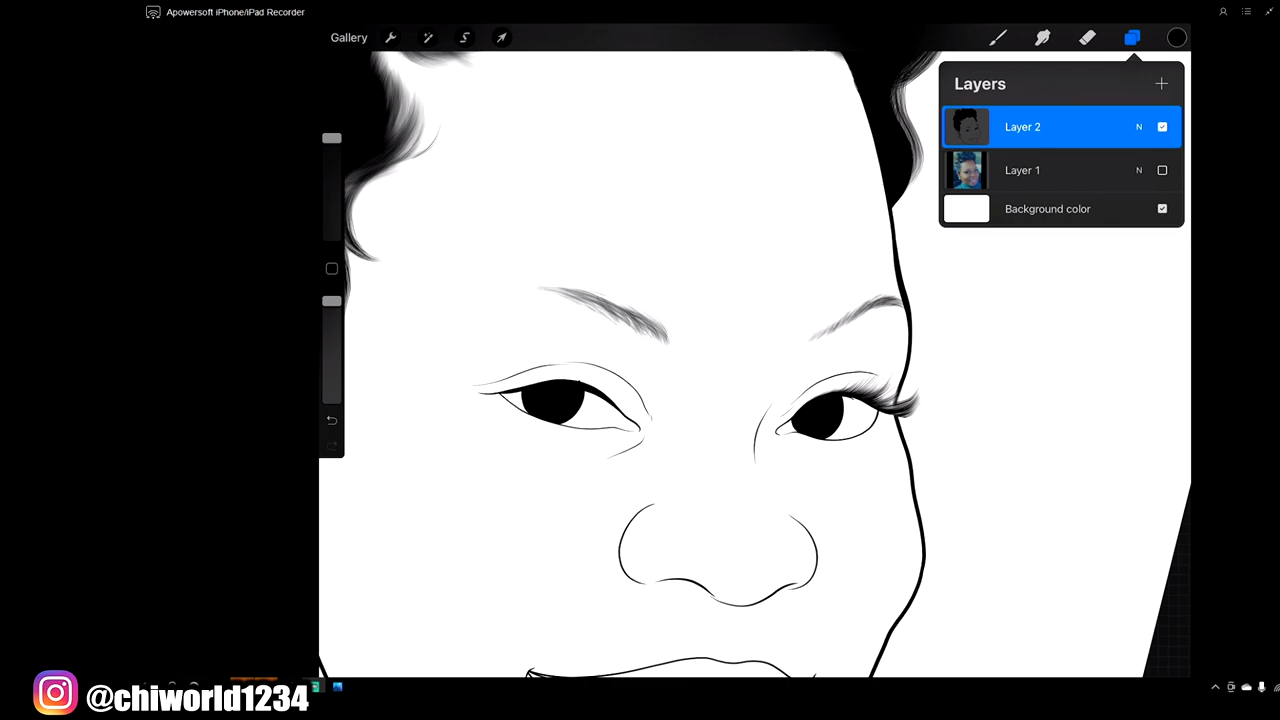 Apowersoft iPhone/iPad Recorder
Gallery
Layers
Layer 2 N
Layer 1 N
Background color
@chiworld1234